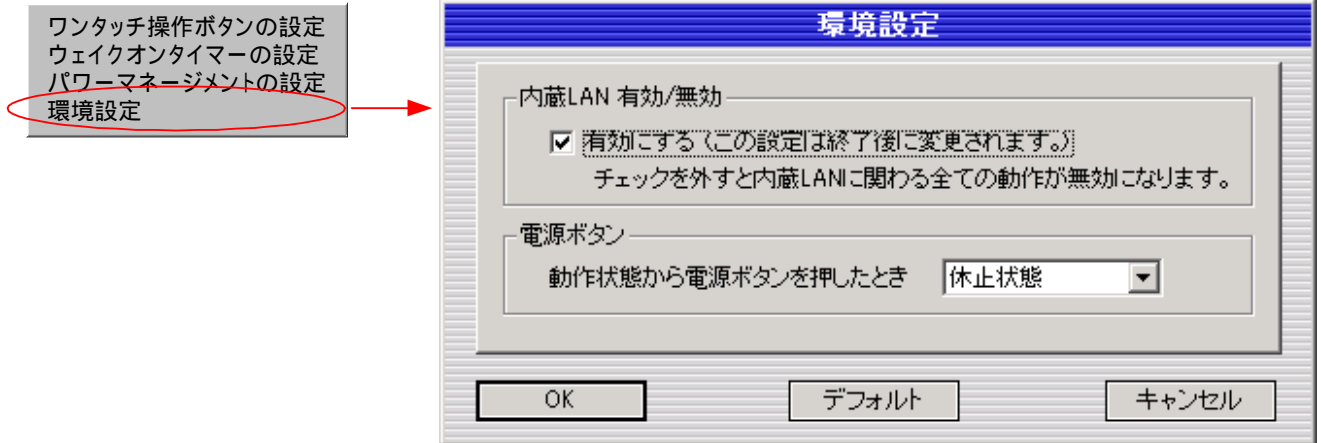 ワンタッチ操作ボタンの設定
ウェイクオンタイマーの設定
パワーマネージメントの設定
環境設定
環境設定
内蔵LAN 有効/無効
有効にする（この設定は終了後に変更されます。）
チェックを外すと内蔵LANに関わる全ての動作が無効になります。
電源ボタン
動作状態から電源ボタンを押したとき 休止状態
OK デフォルト キャンセル